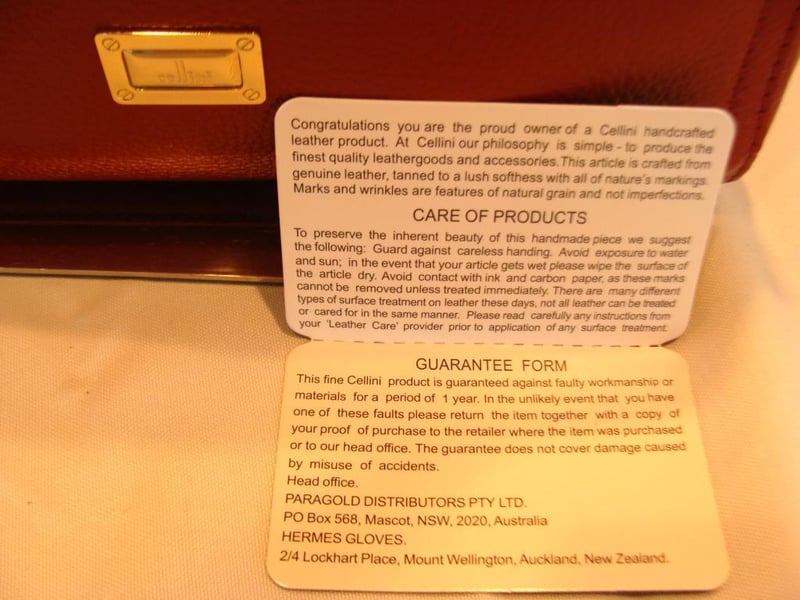 Congratulations you are the proud owner of a Cellini handcrafted
leather product. At Cellini our philosophy is simple - to produce the
finest quality leathergoods and accessories. This article is crafted from
genuine leather, tanned to a lush softness with all of nature's markings.
Marks and wrinkles are features of natural grain and not imperfections.
CARE OF PRODUCTS
To preserve the inherent beauty of this handmade piece we suggest
the following: Guard against careless handing. Avoid exposure to water
and sun; in the event that your article gets wet please wipe the surface of
the article dry. Avoid contact with ink and carbon paper, as these marks
cannot be removed unless treated immediately. There are many different
types of surface treatment on leather these days, not all leather can be treated
or cared for in the same manner. Please read carefully any instructions from
your 'Leather Care' provider prior to application of any surface treatment.
GUARANTEE FORM
This fine Cellini product is guaranteed against faulty workmanship or
materials for a period of 1 year. In the unlikely event that you have
one of these faults please return the item together with a copy of
your proof of purchase to the retailer where the item was purchased
or to our head office. The guarantee does not cover damage caused
by misuse of accidents.
Head office.
PARAGOLD DISTRIBUTORS PTY LTD.
PO Box 568, Mascot, NSW, 2020, Australia
HERMES GLOVES.
2/4 Lockhart Place, Mount Wellington, Auckland, New Zealand.